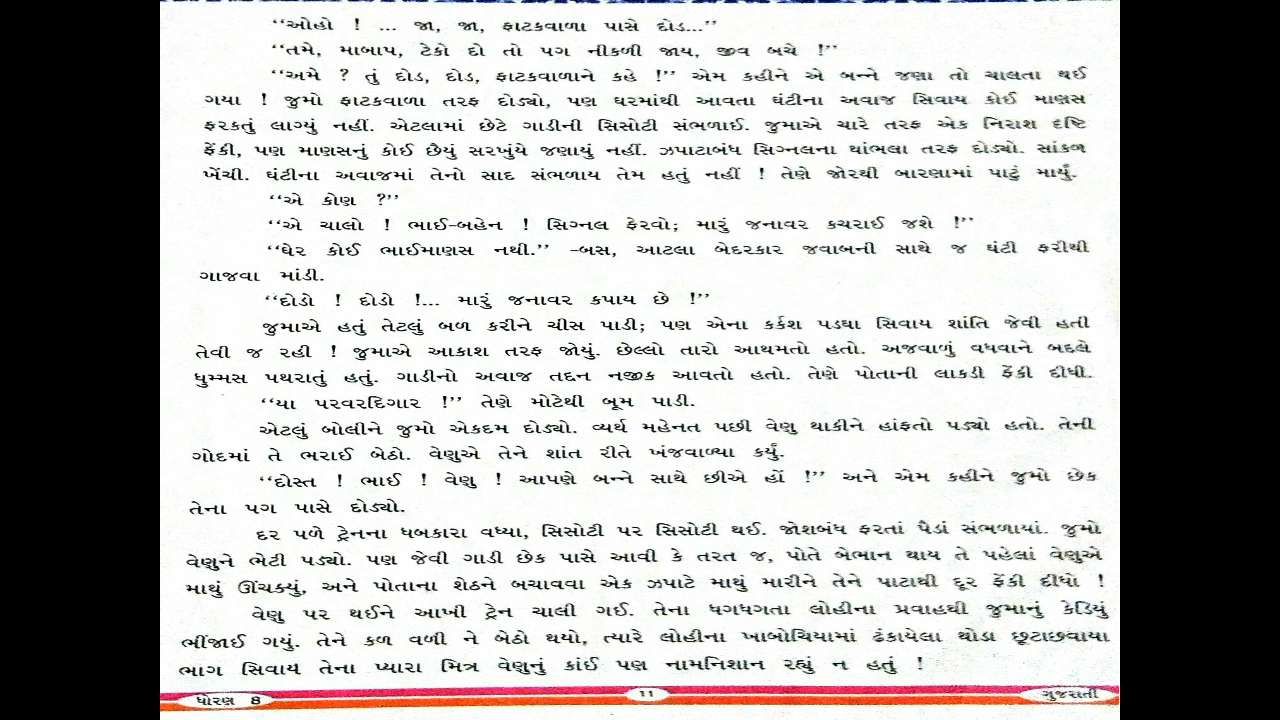 “ઓહો ! ... જા, જા, ફાટકવાળા પાસે દોડ...”
“તમે, માબાપ, ટેકો દો તો પગ નીકળી જાય, જીવ બચે !”
“અમે ? તું દોડ, દોડ, ફાટકવાળાને કહે !” એમ કહીને એ બન્ને જણા તો ચાલતા થઈ
ગયા ! જુમો ફાટકવાળા તરફ દોડ્યો, પણ ઘરમાંથી આવતા ઘંટીના અવાજ સિવાય કોઈ માણસ
ફરકતું લાગ્યું નહીં. એટલામાં છેટે ગાડીની સિસોટી સંભળાઈ. જુમાએ ચારે તરફ એક નિરાશ દૃષ્ટિ
ફેંકી, પણ માણસનું કોઈ છૈયું સરખુંયે જણાયું નહીં. ઝપાટાબંધ સિગ્નલના થાંભલા તરફ દોડ્યો. સાંકળ
ખેંચી. ઘંટીના અવાજમાં તેનો સાદ સંભળાય તેમ હતું નહીં ! તેણે જોરથી બારણામાં પાટું માર્યું.
“એ કોણ ?”
“એ ચાલો ! ભાઈ-બહેન ! સિગ્નલ ફેરવો; મારું જનાવર કચરાઈ જશે !”
“ઘેર કોઈ ભાઈમાણસ નથી.” -બસ, આટલા બેદરકાર જવાબની સાથે જ ઘંટી ફરીથી
ગાજવા માંડી.
“દોડો ! દોડો !... મારું જનાવર કપાય છે !”
જુમાએ હતું તેટલું બળ કરીને ચીસ પાડી; પણ એના કર્કશ પડઘા સિવાય શાંતિ જેવી હતી
તેવી જ રહી ! જુમાએ આકાશ તરફ જોયું. છેલ્લો તારો આથમતો હતો. અજવાળું વધવાને બદલે
ધુમ્મસ પથરાતું હતું. ગાડીનો અવાજ તદ્દન નજીક આવતો હતો. તેણે પોતાની લાકડી ફેંકી દીધી.
“યા પરવરદિગાર !” તેણે મોટેથી બૂમ પાડી.
એટલું બોલીને જુમો એકદમ દોડ્યો. વ્યર્થ મહેનત પછી વેણુ થાકીને હાંફતો પડ્યો હતો. તેની
ગોદમાં તે ભરાઈ બેઠો. વેણુએ તેને શાંત રીતે ખંજવાળ્યા કર્યું.
“દોસ્ત ! ભાઈ ! વેણુ ! આપણે બન્ને સાથે છીએ હોં !” અને એમ કહીને જુમો છેક
તેના પગ પાસે દોડ્યો.
દર પળે ટ્રેનના ધબકારા વધ્યા, સિસોટી પર સિસોટી થઈ. જોશબંધ ફરતાં પૈડાં સંભળાયાં. જુમો
વેણુને ભેટી પડ્યો. પણ જેવી ગાડી છેક પાસે આવી કે તરત જ, પોતે બેભાન થાય તે પહેલાં વેણુએ
માથું ઊંચક્યું, અને પોતાના શેઠને બચાવવા એક ઝપાટે માથું મારીને તેને પાટાથી દૂર ફેંકી દીધો !
વેણુ પર થઈને આખી ટ્રેન ચાલી ગઈ. તેના ધગધગતા લોહીના પ્રવાહથી જુમાનું કેડિયું
ભીંજાઈ ગયું. તેને કળ વળી ને બેઠો થયો, ત્યારે લોહીના ખાબોચિયામાં ઢંકાયેલા થોડા છૂટાછવાયા
ભાગ સિવાય તેના પ્યારા મિત્ર વેણુનું કાંઈ પણ નામનિશાન રહ્યું ન હતું !
ધોરણ 8 11 ગુજરાતી